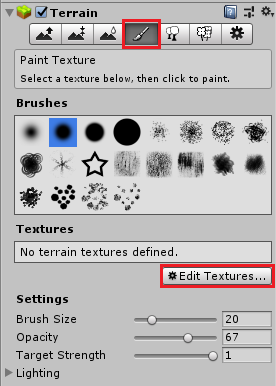 Terrain
Paint Texture
Select a texture below, then click to paint.
Brushes
Textures
No terrain textures defined.
Edit Textures...
Settings
Brush Size 20
Opacity 67
Target Strength 1
Lighting